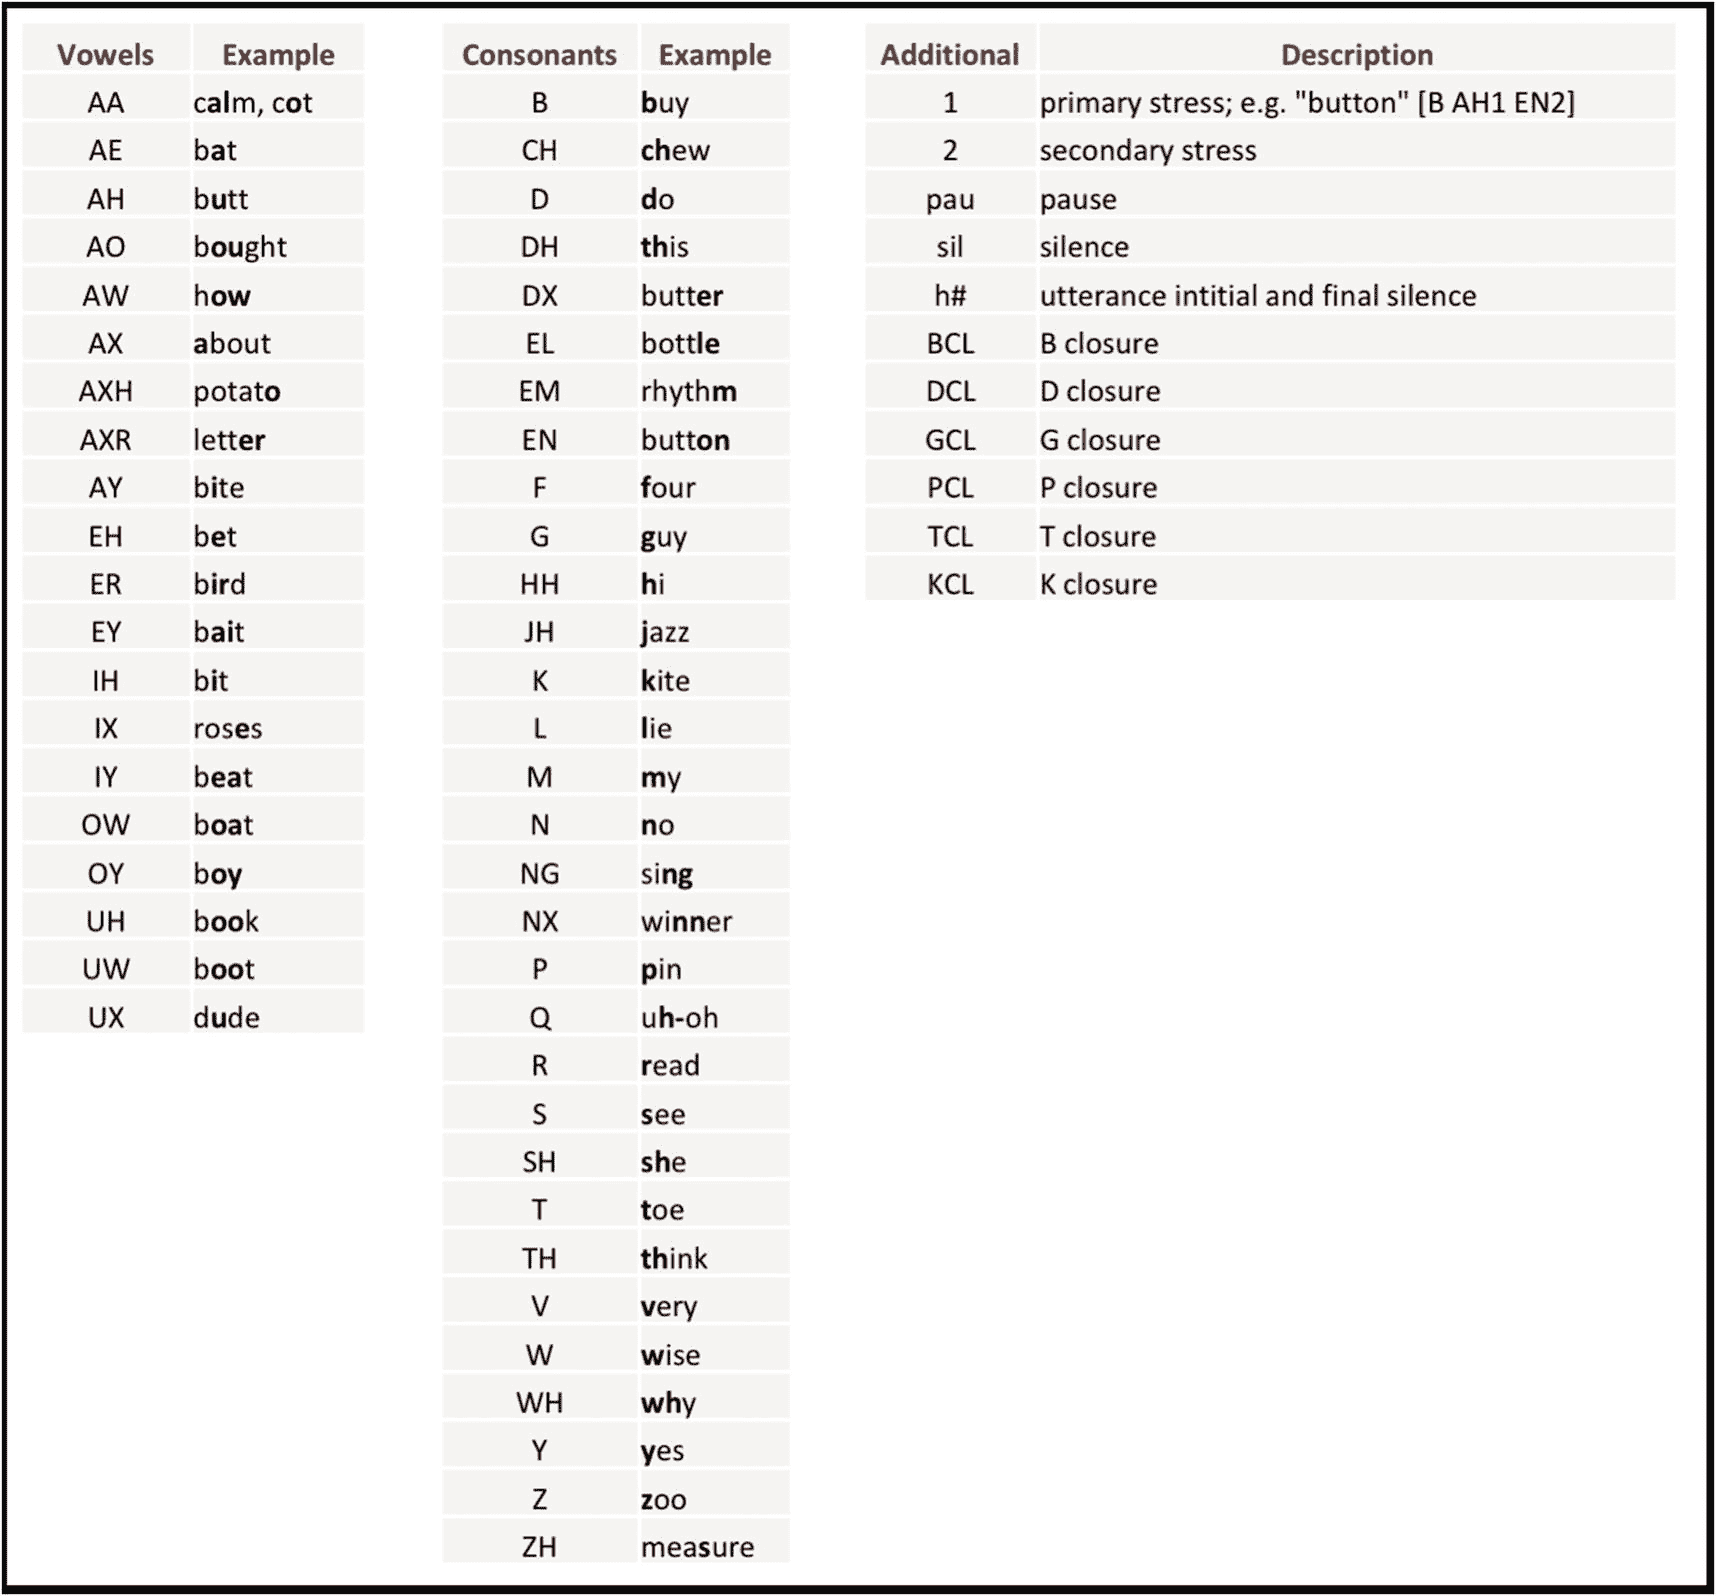 Vowels Example
AA calm, cot
AE bat
AH butt
AO bought
AW how
AX about
AXH potato
AXR letter
AY bite
EH bet
ER bird
EY bait
IH bit
IX roses
IY beat
OW boat
OY boy
UH book
UW boot
UX dude
Consonants Example
B buy
CH chew
D do
DH this
DX butter
EL bottle
EM rhythm
EN button
F four
G guy
HH hi
JH jazz
K kite
L lie
M my
N no
NG sing
NX winner
P pin
Q uh-oh
R read
S see
SH she
T toe
TH think
V very
W wise
WH why
Y yes
Z zoo
ZH measure
Additional Description
1 primary stress; e.g. "button" [B AH1 EN2]
2 secondary stress
pau pause
sil silence
h# utterance intitial and final silence
BCL B closure
DCL D closure
GCL G closure
PCL P closure
TCL T closure
KCL K closure